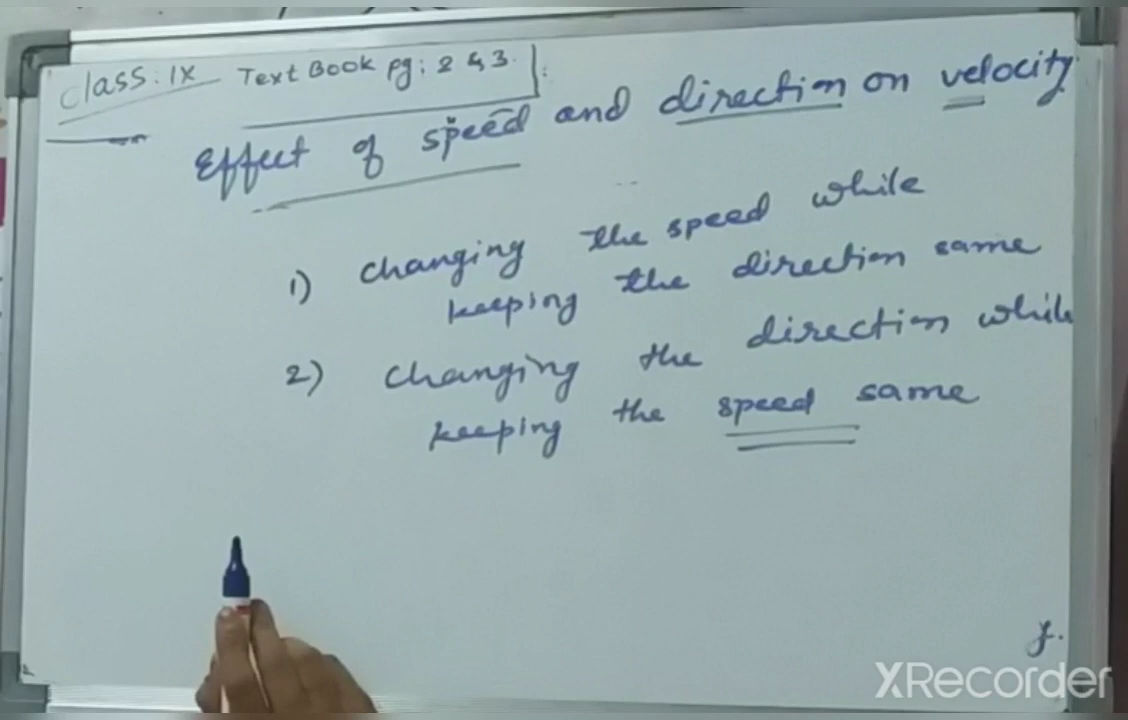 Class: IX Text Book pg: 2 & 3.
Effect of speed and direction on velocity
1) Changing the speed while
keeping the direction same
2) Changing the direction while
keeping the speed same
y.
XRecorder